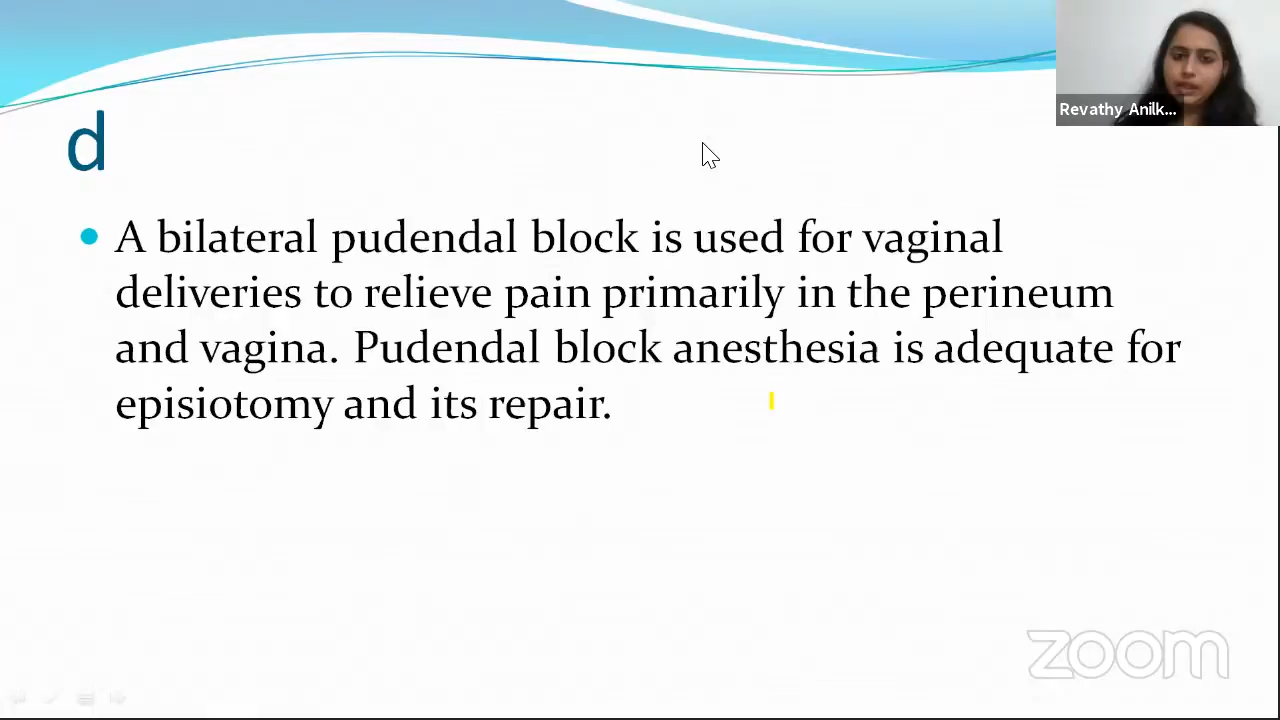 Revathy Anilk...
d
A bilateral pudendal block is used for vaginal
deliveries to relieve pain primarily in the perineum
and vagina. Pudendal block anesthesia is adequate for
episiotomy and its repair.
zoom